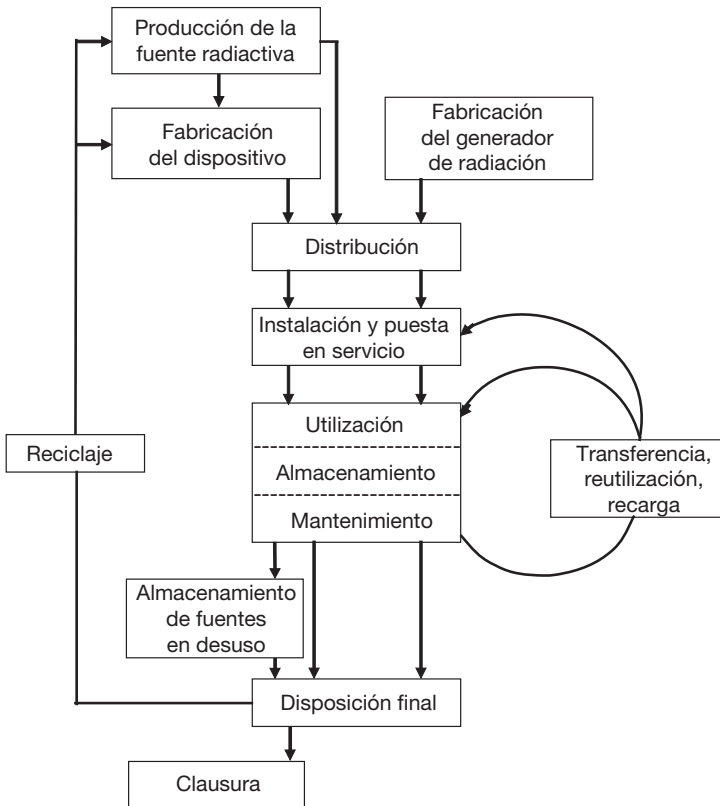 Producción de la
fuente radiactiva
Fabricación
del dispositivo
Fabricación
del generador
de radiación
Distribución
Instalación y puesta
en servicio
Utilización
Almacenamiento
Mantenimiento
Reciclaje
Transferencia,
reutilización,
recarga
Almacenamiento
de fuentes
en desuso
Disposición final
Clausura